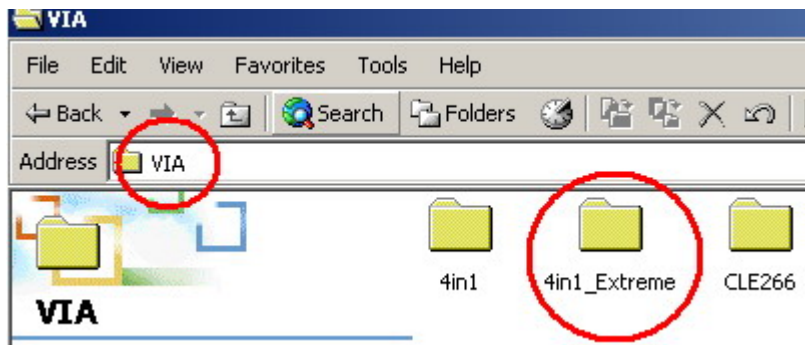 VIA
File Edit View Favorites Tools Help
Back Search Folders
Address VIA
4in1 4in1_Extreme CLE266
VIA